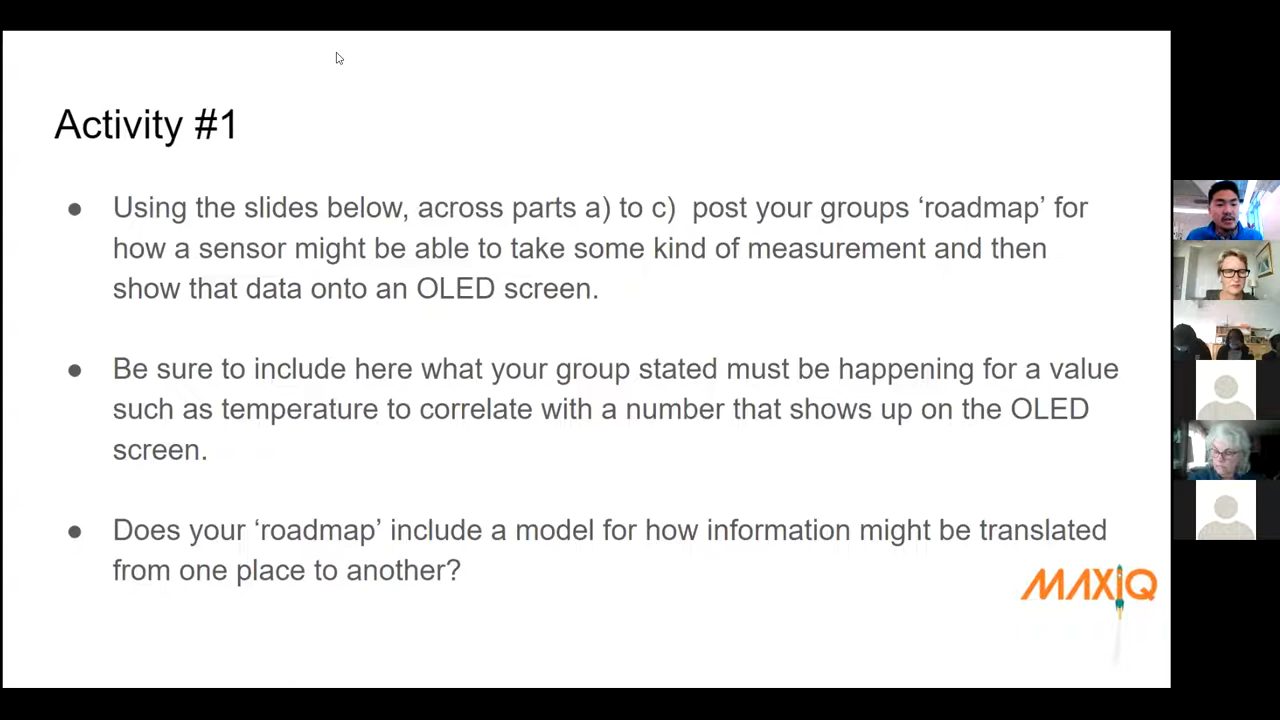 Activity #1
● Using the slides below, across parts a) to c)  post your groups ‘roadmap’ for
how a sensor might be able to take some kind of measurement and then
show that data onto an OLED screen.
● Be sure to include here what your group stated must be happening for a value
such as temperature to correlate with a number that shows up on the OLED
screen.
● Does your ‘roadmap’ include a model for how information might be translated
from one place to another?
MAXIQ